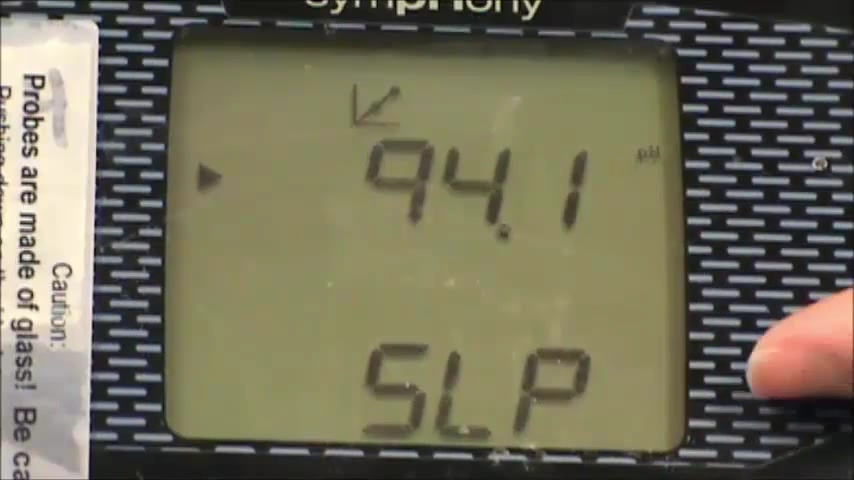 symPHony
94.1
pH
SLP
Caution:
Probes are made of glass! Be ca